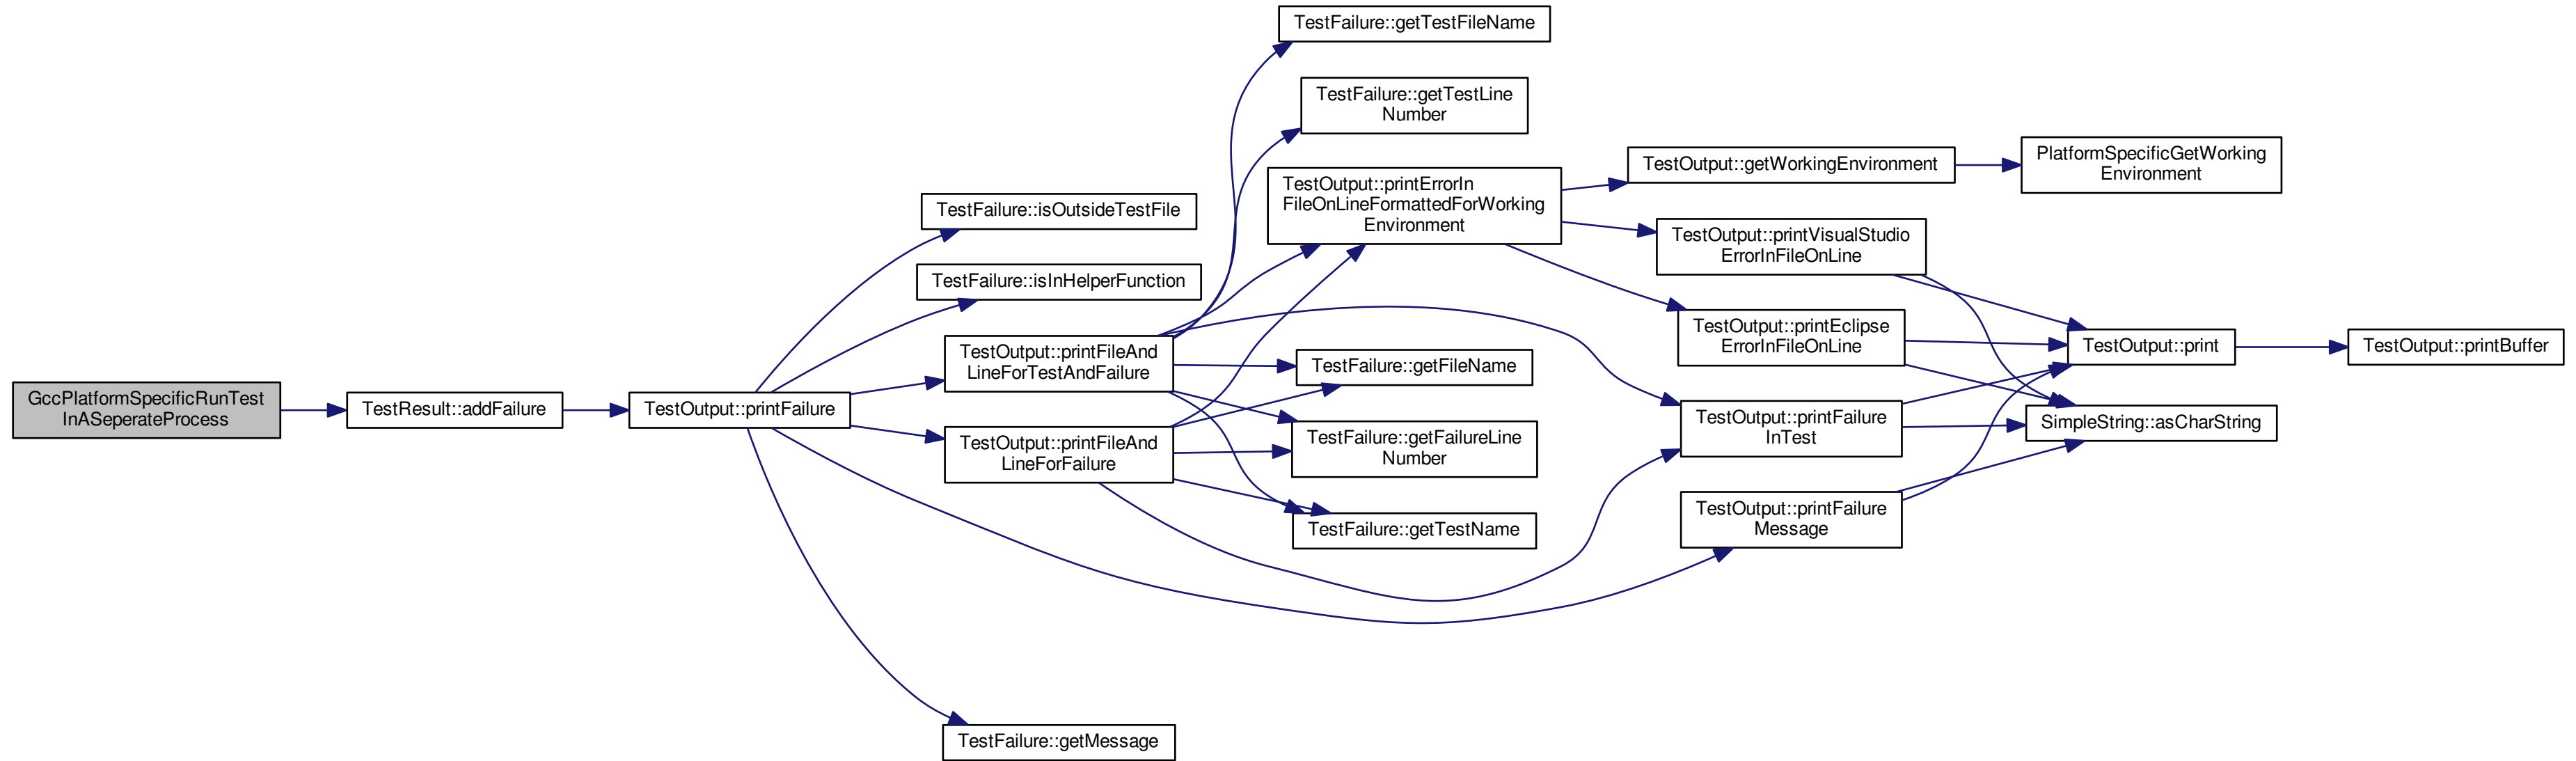 GccPlatformSpecificRunTest
InASeperateProcess
TestResult::addFailure
TestOutput::printFailure
TestFailure::isOutsideTestFile
TestFailure::isInHelperFunction
TestOutput::printFileAnd
LineForTestAndFailure
TestOutput::printFileAnd
LineForFailure
TestFailure::getMessage
TestFailure::getTestFileName
TestFailure::getTestLine
Number
TestOutput::printErrorIn
FileOnLineFormattedForWorking
Environment
TestFailure::getFileName
TestFailure::getFailureLine
Number
TestFailure::getTestName
TestOutput::getWorkingEnvironment
TestOutput::printVisualStudio
ErrorInFileOnLine
TestOutput::printEclipse
ErrorInFileOnLine
TestOutput::printFailure
InTest
TestOutput::printFailure
Message
PlatformSpecificGetWorking
Environment
TestOutput::print
SimpleString::asCharString
TestOutput::printBuffer